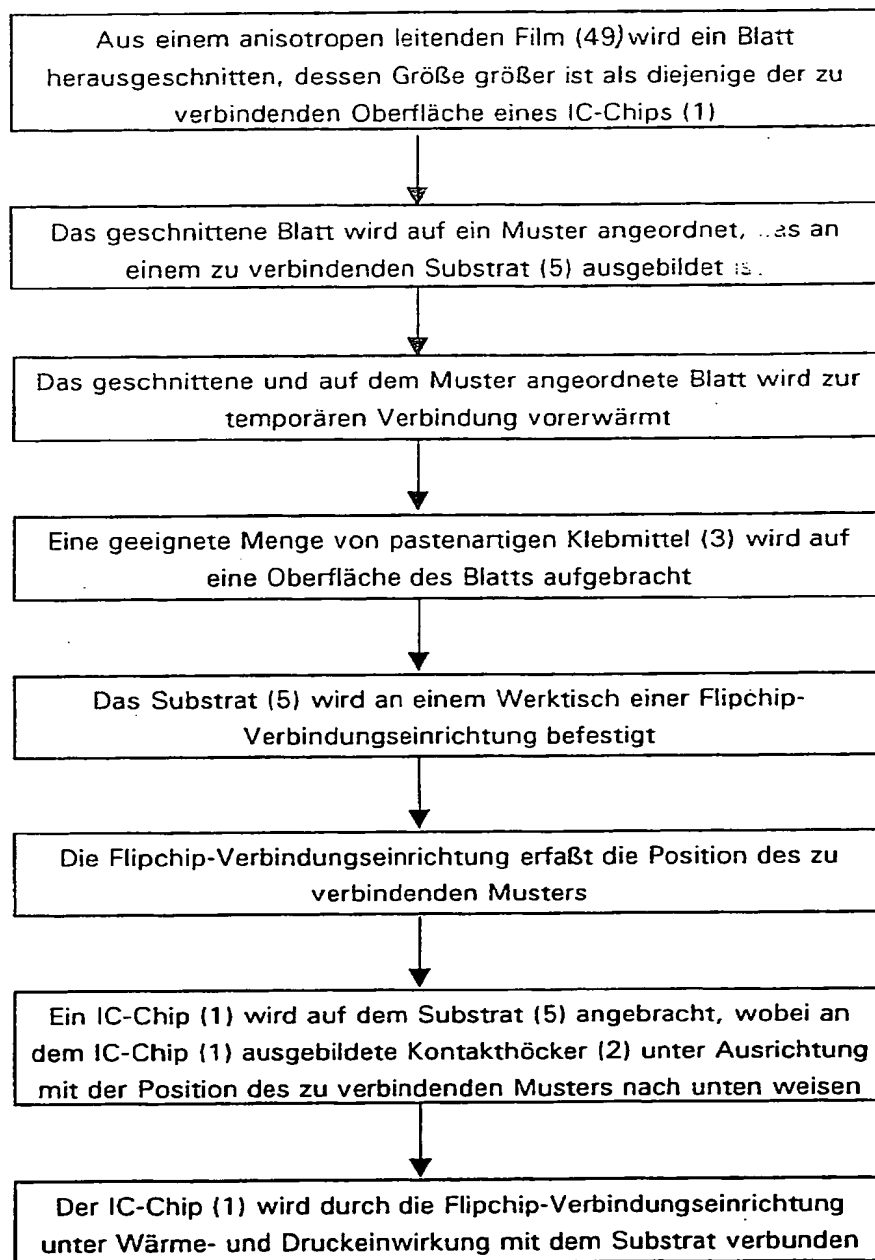 Aus einem anisotropen leitenden Film (49) wird ein Blatt
herausgeschnitten, dessen Größe größer ist als diejenige der zu
verbindenden Oberfläche eines IC-Chips (1)
Das geschnittene Blatt wird auf ein Muster angeordnet, an
einem zu verbindenden Substrat (5) ausgebildet
Das geschnittene und auf dem Muster angeordnete Blatt wird zur
temporären Verbindung vorerwärmt
Eine geeignete Menge von pastenartigen Klebmittel (3) wird auf
eine Oberfläche des Blatts aufgebracht
Das Substrat (5) wird an einem Werktisch einer Flipchip-
Verbindungseinrichtung befestigt
Die Flipchip-Verbindungseinrichtung erfaßt die Position des zu
verbindenden Musters
Ein IC-Chip (1) wird auf dem Substrat (5) angebracht, wobei an
dem IC-Chip (1) ausgebildete Kontakthöcker (2) unter Ausrichtung
mit der Position des zu verbindenden Musters nach unten weisen
Der IC-Chip (1) wird durch die Flipchip-Verbindungseinrichtung
unter Wärme- und Druckeinwirkung mit dem Substrat verbunden